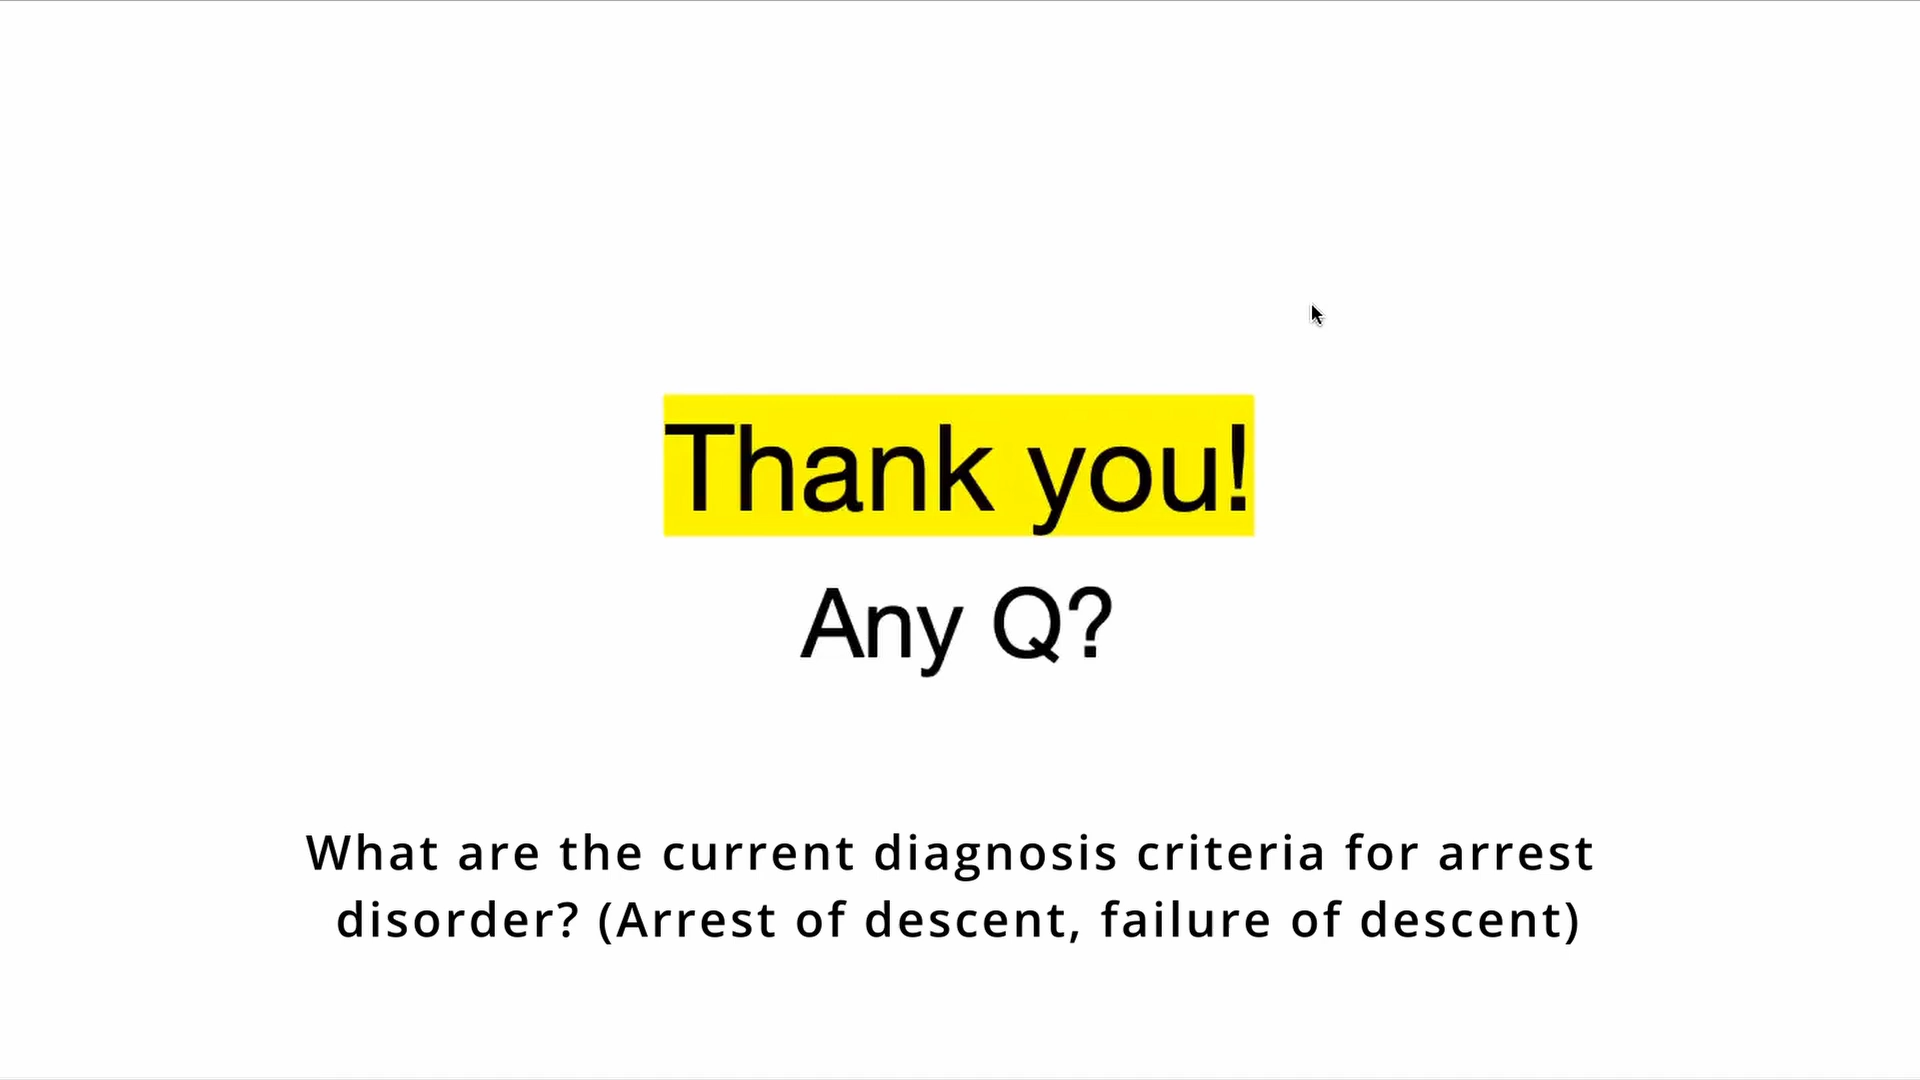 Thank you!
Any Q?
What are the current diagnosis criteria for arrest
disorder? (Arrest of descent, failure of descent)